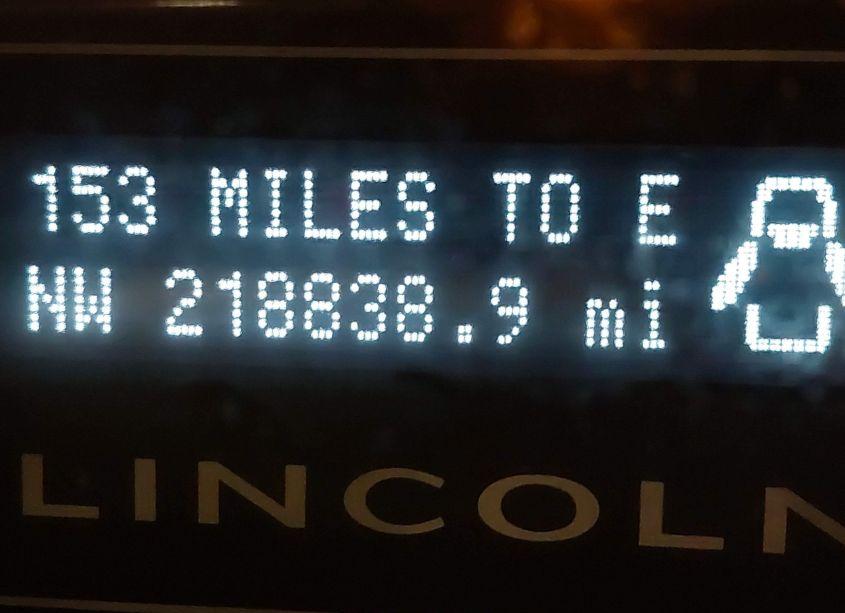 153 MILES TO E
NW 218838.9 mi
LINCOLN